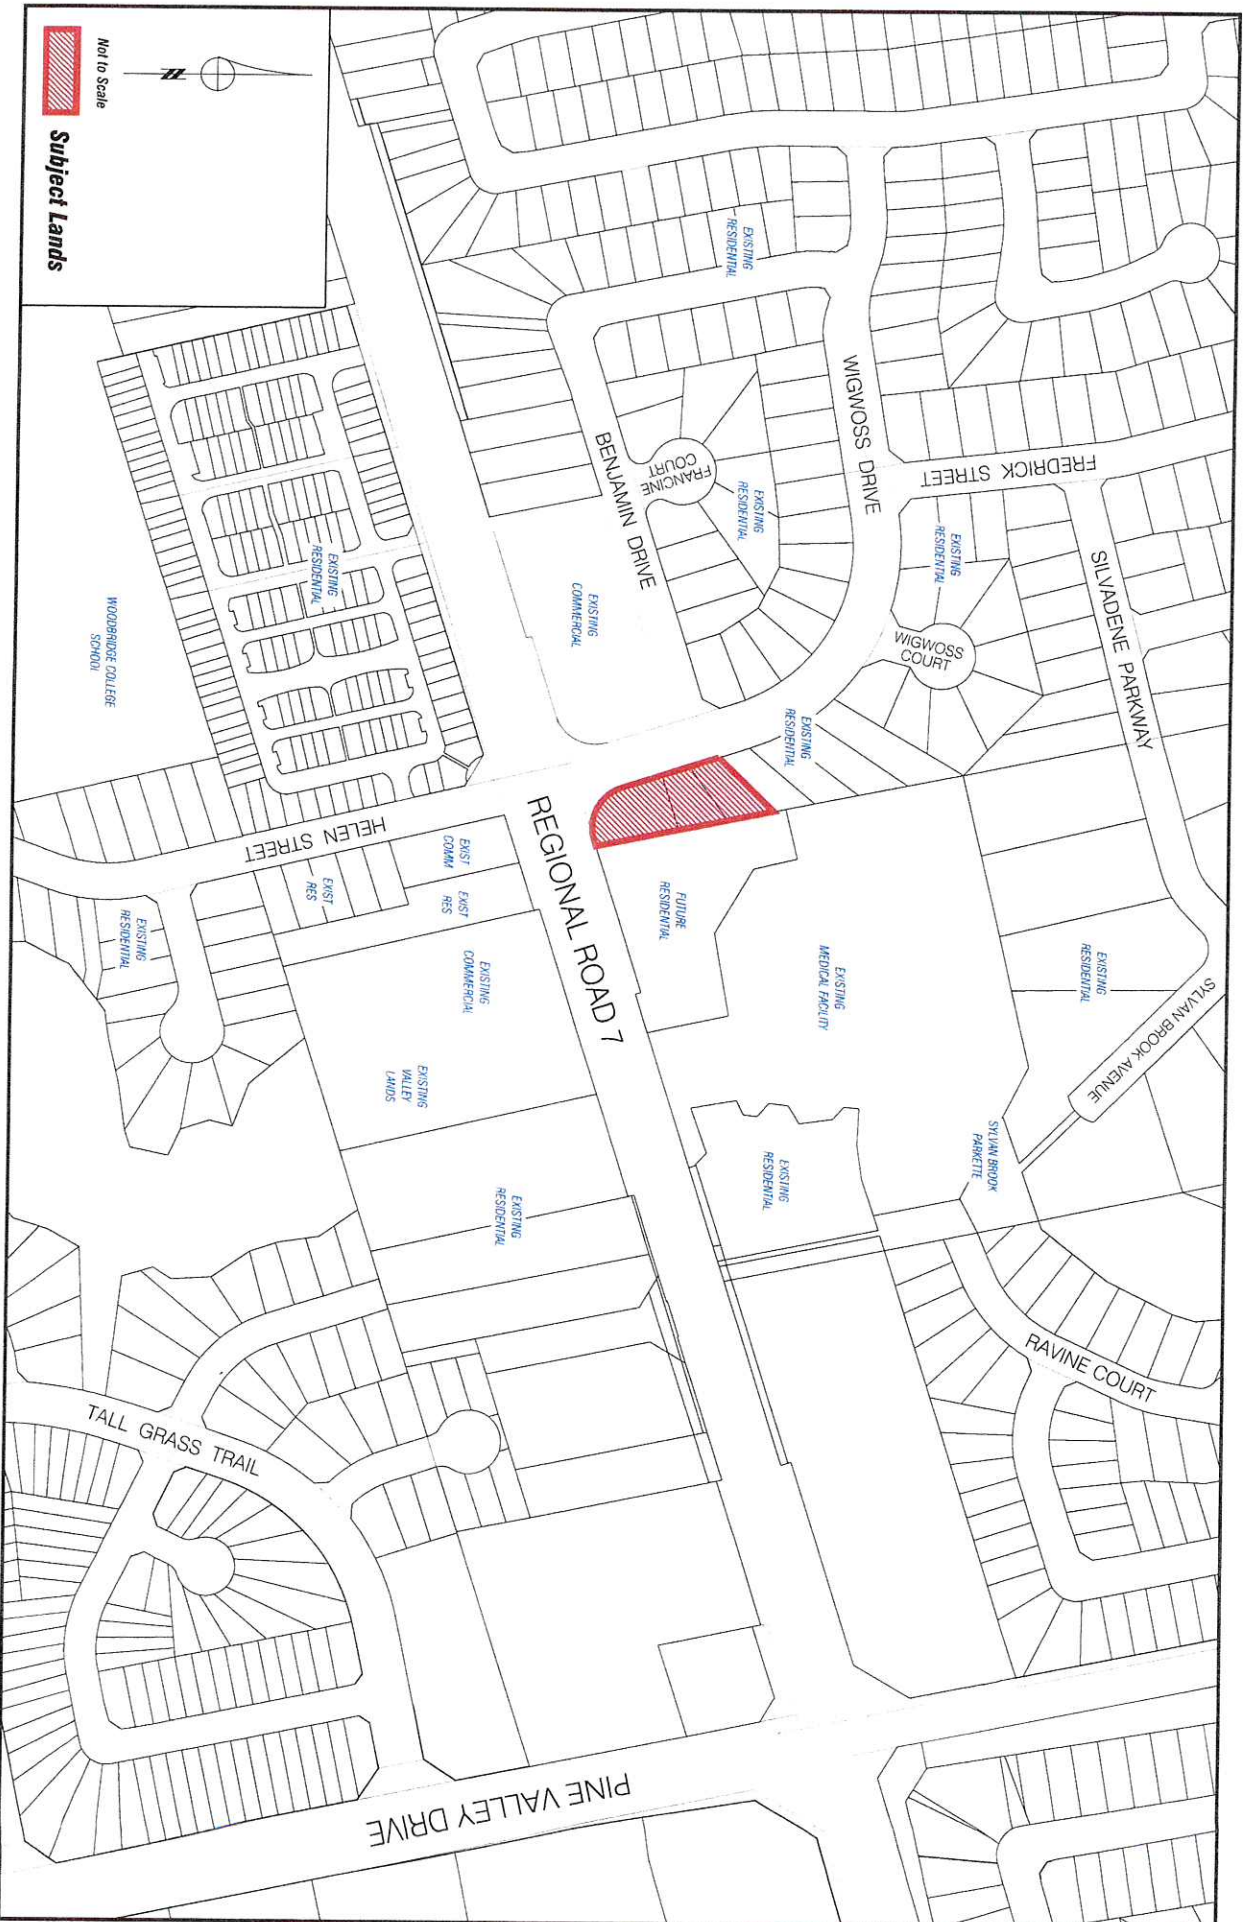 Not to Scale
N
Subject Lands
EXISTING
RESIDENTIAL
WIGWOSS DRIVE
FREDRICK STREET
BENJAMIN DRIVE
FRANCINE
COURT
EXISTING
RESIDENTIAL
EXISTING
RESIDENTIAL
SILVADENE PARKWAY
WIGWOSS
COURT
EXISTING
COMMERCIAL
EXISTING
RESIDENTIAL
EXISTING
RESIDENTIAL
WOODBRIDGE COLLEGE
SCHOOL
REGIONAL ROAD 7
HELEN STREET
EXIST
COMM
EXIST
RES
EXIST
RES
FUTURE
RESIDENTIAL
EXISTING
MEDICAL FACILITY
EXISTING
RESIDENTIAL
SYLVAN BROOK AVENUE
EXISTING
RESIDENTIAL
EXISTING
COMMERCIAL
EXISTING
VALLEY
LANDS
SYLVAN BROOK
PARKETTE
EXISTING
RESIDENTIAL
EXISTING
RESIDENTIAL
RAVINE COURT
TALL GRASS TRAIL
PINE VALLEY DRIVE